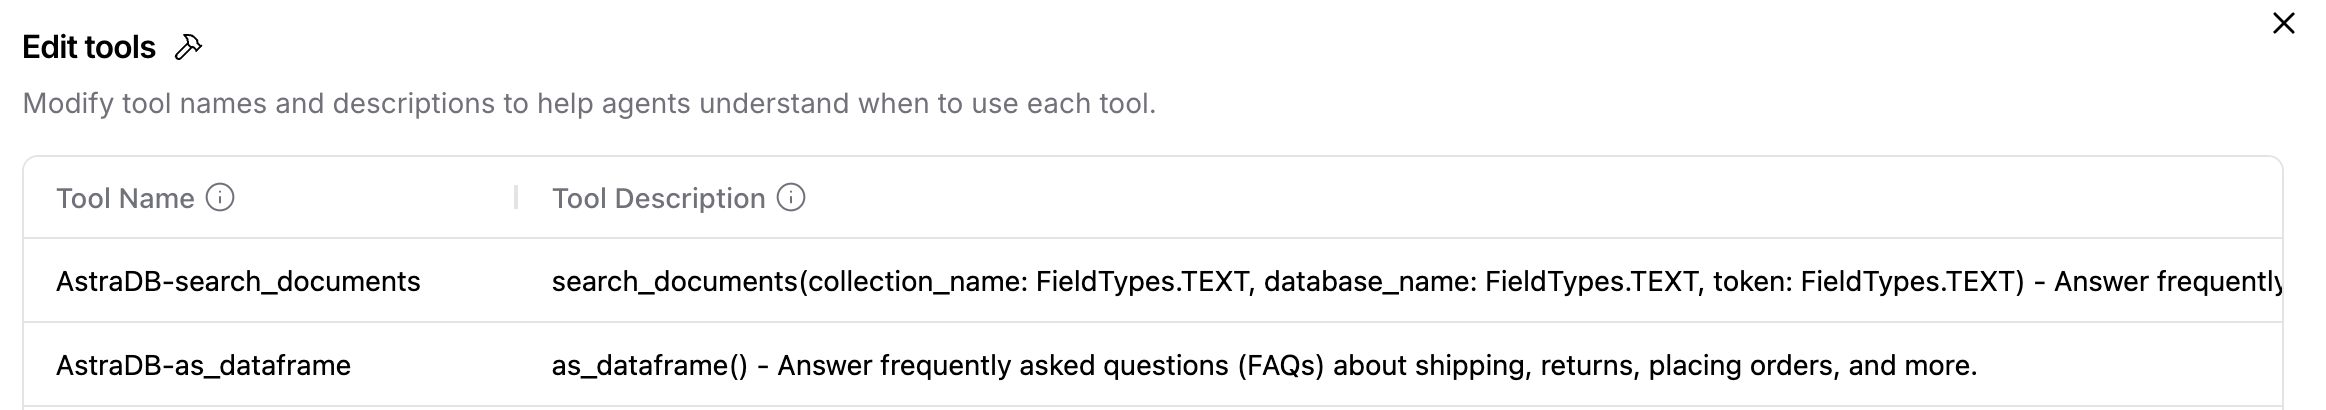 Edit tools
Modify tool names and descriptions to help agents understand when to use each tool.
Tool Name
Tool Description
AstraDB-search_documents
search_documents(collection_name: FieldTypes.TEXT, database_name: FieldTypes.TEXT, token: FieldTypes.TEXT) - Answer frequently
AstraDB-as_dataframe
as_dataframe() - Answer frequently asked questions (FAQs) about shipping, returns, placing orders, and more.